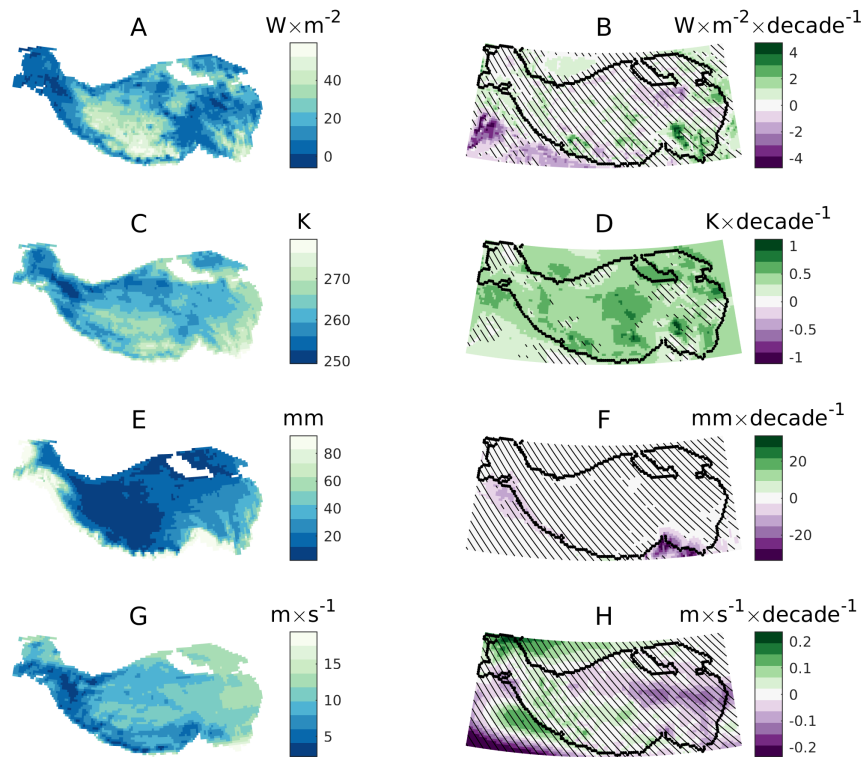 A
W×m⁻²
40
20
0
B
W×m⁻²×decade⁻¹
4
2
0
-2
-4
C
K
270
260
250
D
K×decade⁻¹
1
0.5
0
-0.5
-1
E
mm
80
60
40
20
F
mm×decade⁻¹
20
0
-20
G
m×s⁻¹
15
10
5
H
m×s⁻¹×decade⁻¹
0.2
0.1
0
-0.1
-0.2